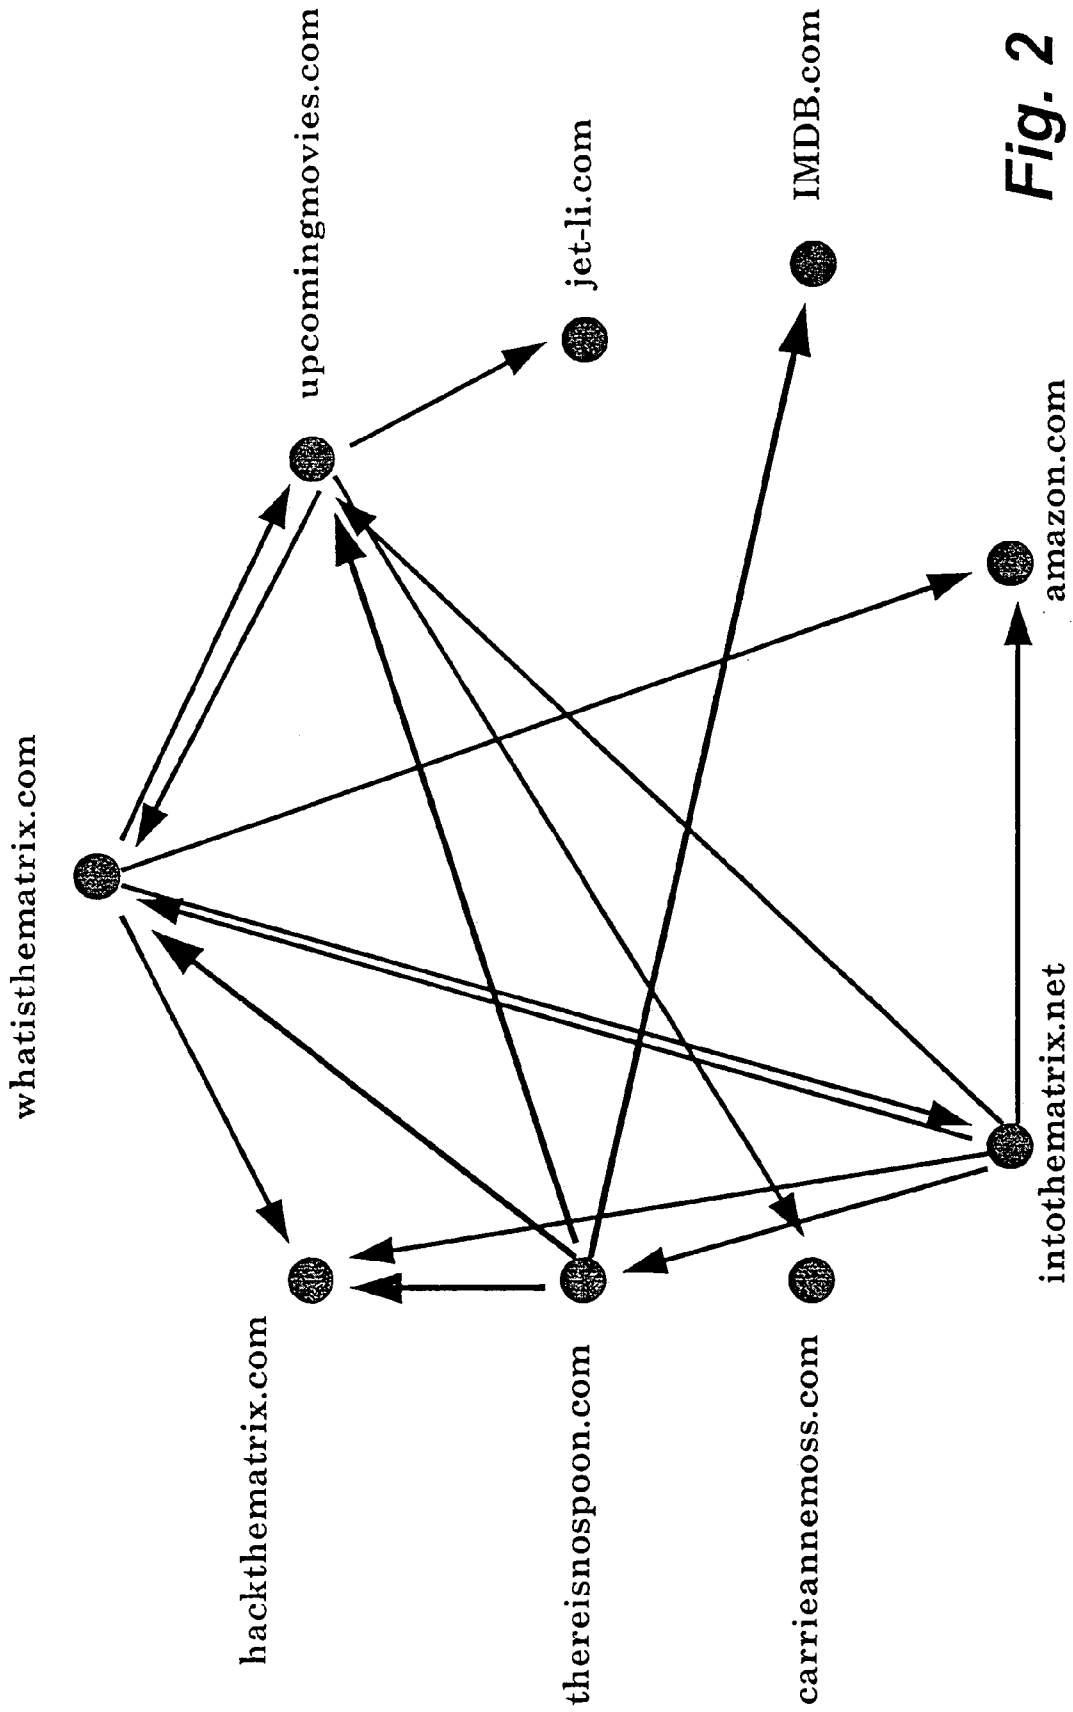 whatisthematrix.com
hackthematrix.com
upcomingmovies.com
thereisnospoon.com
jet-li.com
carrieannemoss.com
IMDB.com
intothematrix.net
amazon.com
Fig. 2